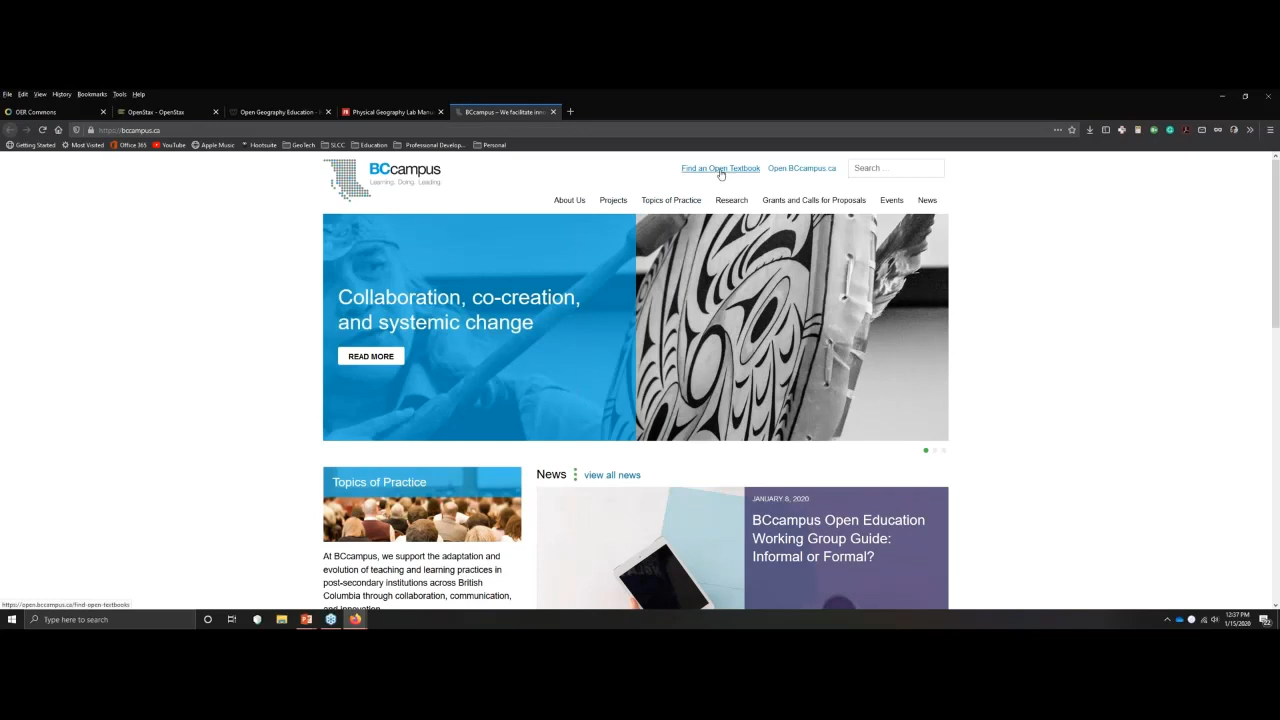 File Edit View History Bookmarks Tools Help
OER Commons
OpenStax - OpenStax
Open Geography Education -
Physical Geography Lab Manu
BCcampus – We facilitate inno
https://bccampus.ca
Getting Started Most Visited Office 365 YouTube Apple Music Hootsuite GeoTech SLCC Education Professional Develop... Personal
BCcampus
Learning. Doing. Leading.
Find an Open Textbook Open BCcampus.ca Search ...
About Us Projects Topics of Practice Research Grants and Calls for Proposals Events News
Collaboration, co-creation,
and systemic change
READ MORE
Topics of Practice
At BCcampus, we support the adaptation and
evolution of teaching and learning practices in
post-secondary institutions across British
Columbia through collaboration, communication,
and innovation.
News view all news
JANUARY 8, 2020
BCcampus Open Education
Working Group Guide:
Informal or Formal?
https://open.bccampus.ca/find-open-textbooks
Type here to search
12:37 PM
1/15/2020
22